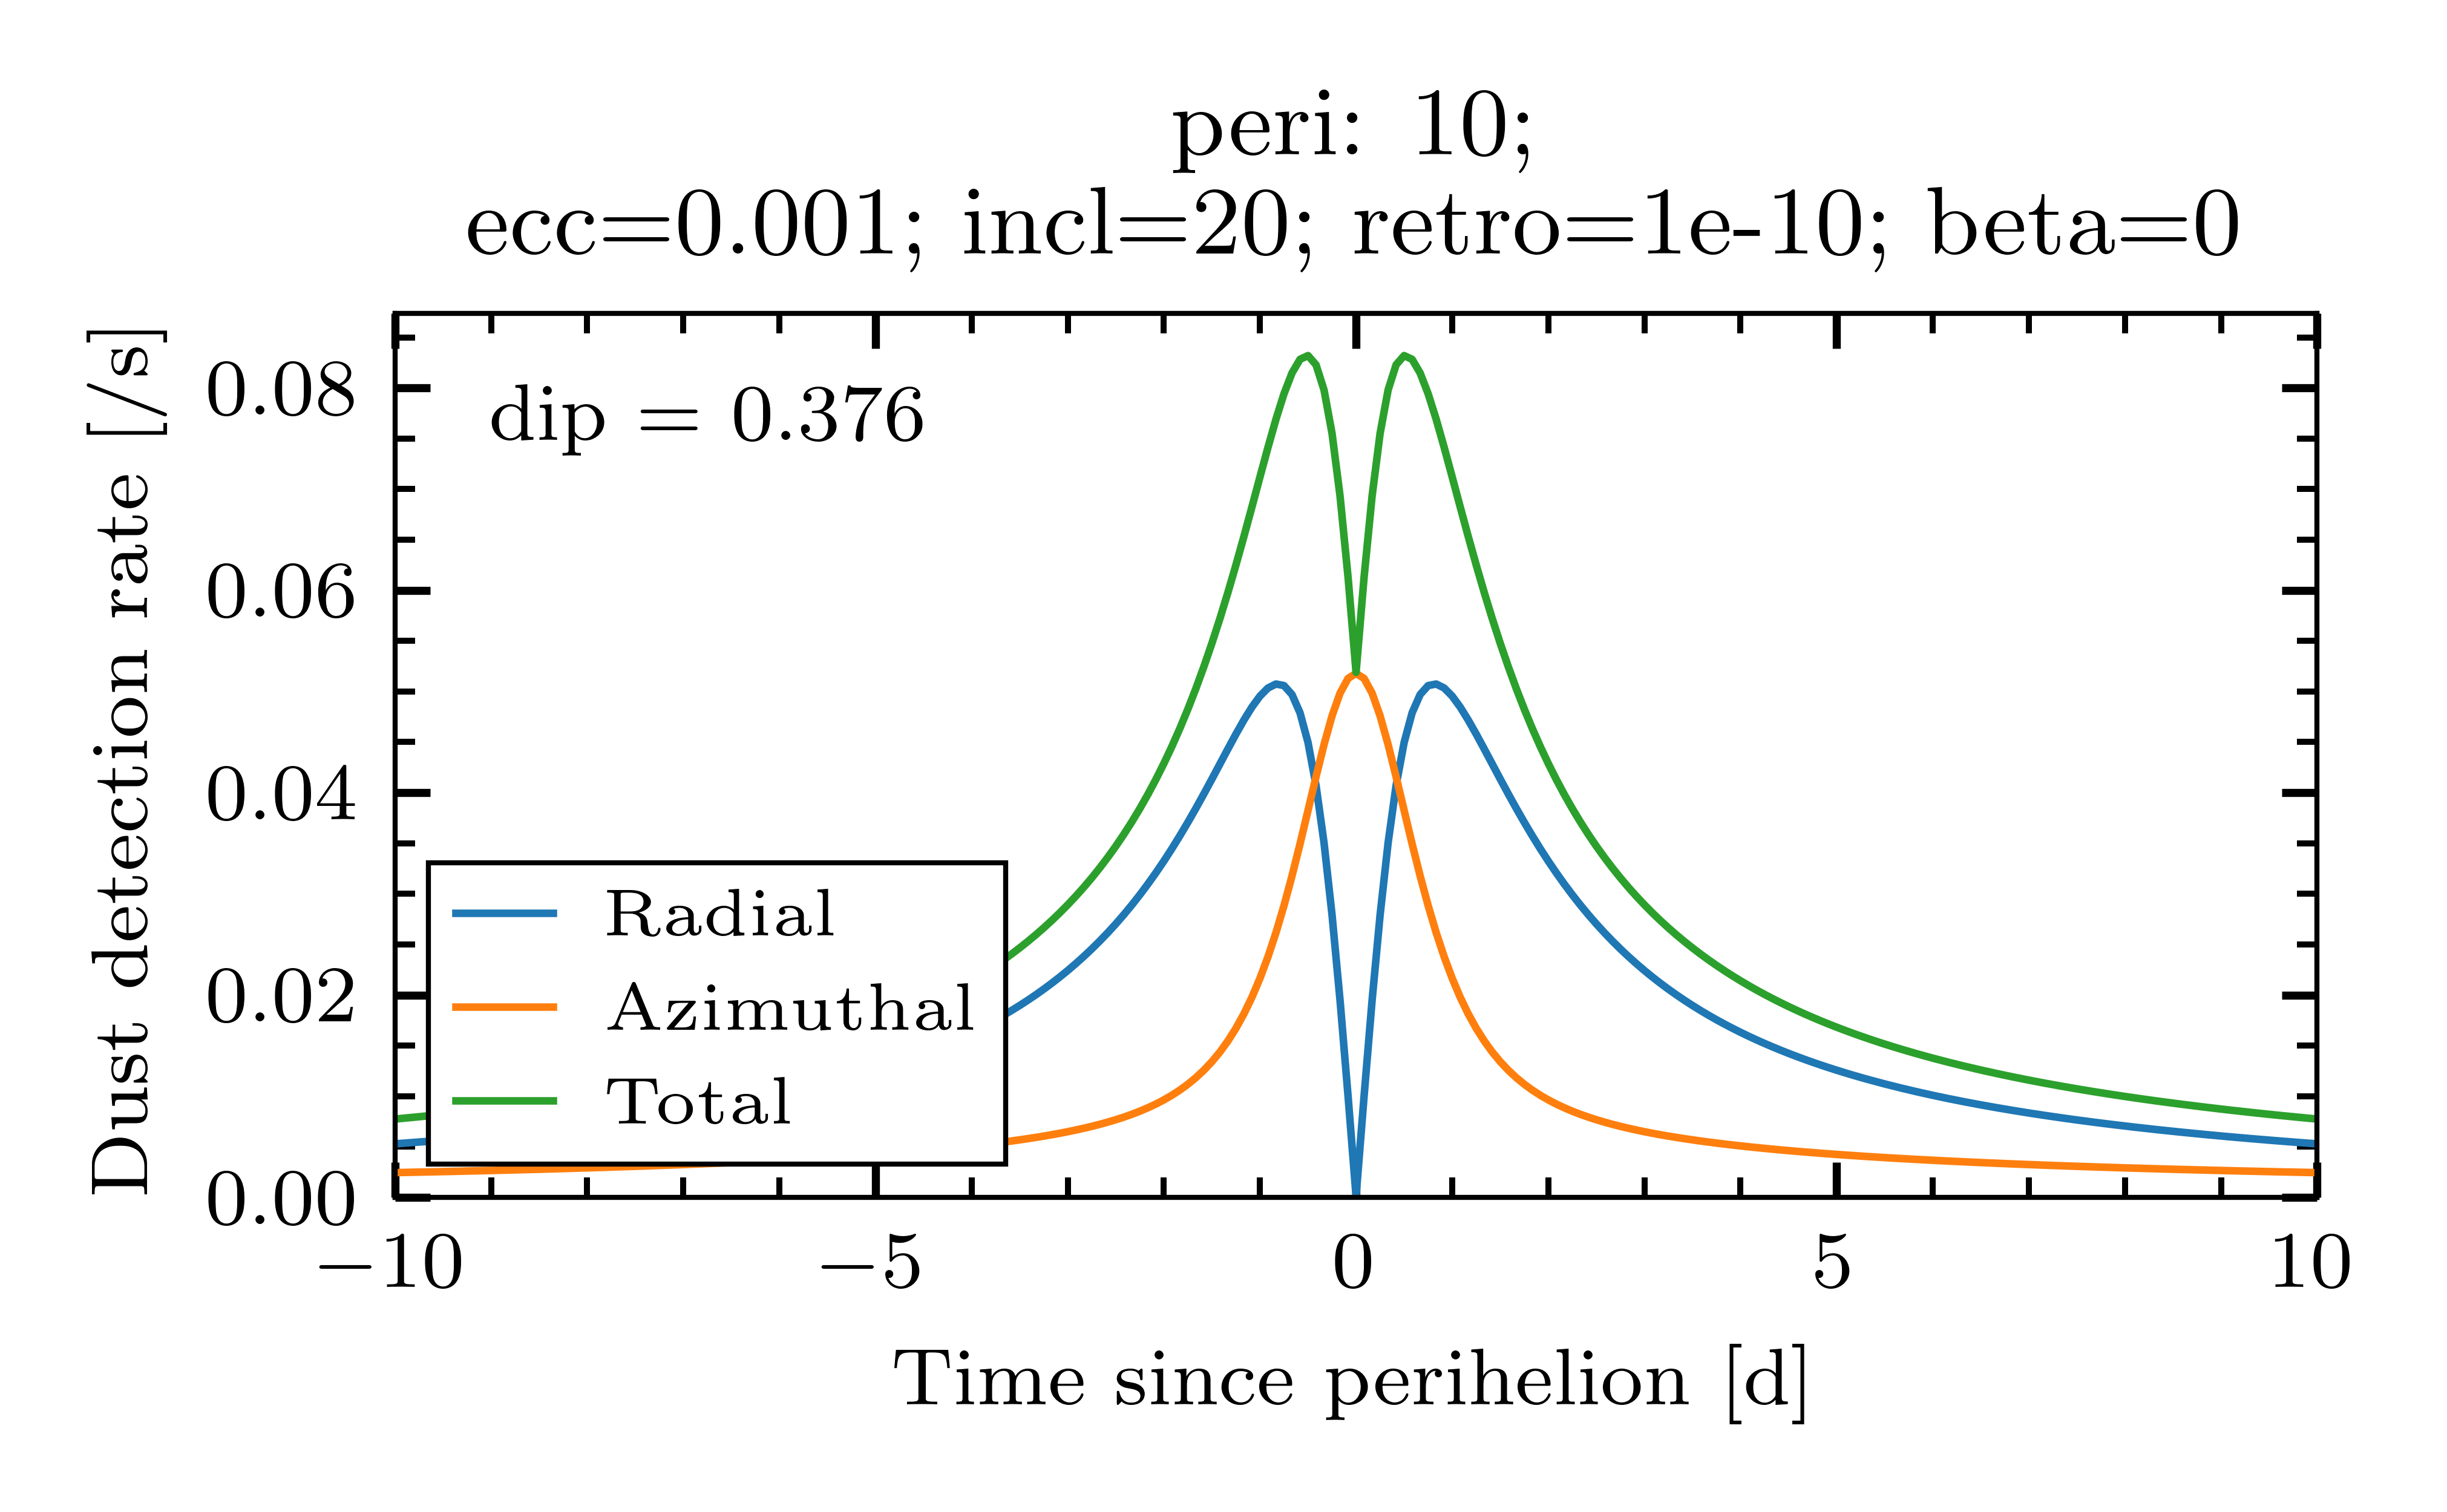 peri: 10;
ecc=0.001; incl=20; retro=1e-10; beta=0
Dust detection rate [/s]
0.08
0.06
0.04
0.02
0.00
dip = 0.376
Radial
Azimuthal
Total
−10
−5
0
5
10
Time since perihelion [d]